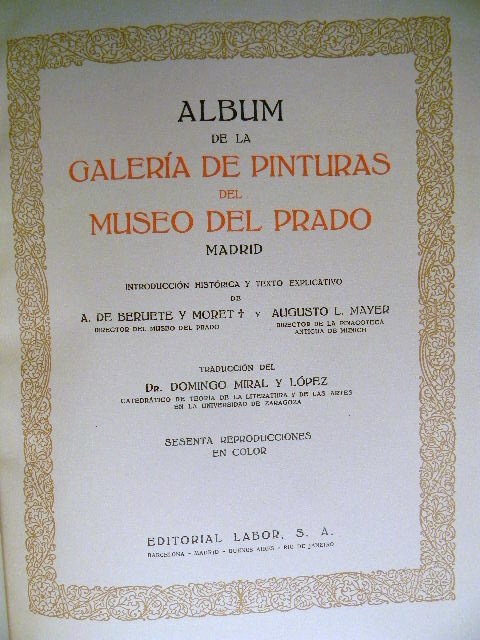 ALBUM
DE LA
GALERÍA DE PINTURAS
DEL
MUSEO DEL PRADO
MADRID
INTRODUCCIÓN HISTÓRICA Y TEXTO EXPLICATIVO
DE
A. DE BERUETE Y MORET † Y AUGUSTO L. MAYER
DIRECTOR DEL MUSEO DEL PRADO DIRECTOR DE LA PINACOTECA
ANTIGUA DE MUNICH
TRADUCCIÓN DEL
DR. DOMINGO MIRAL Y LÓPEZ
CATEDRÁTICO DE TEORÍA DE LA LITERATURA Y DE LAS ARTES
EN LA UNIVERSIDAD DE ZARAGOZA
SESENTA REPRODUCCIONES
EN COLOR
EDITORIAL LABOR, S. A.
BARCELONA - MADRID - BUENOS AIRES / RIO DE JANEIRO